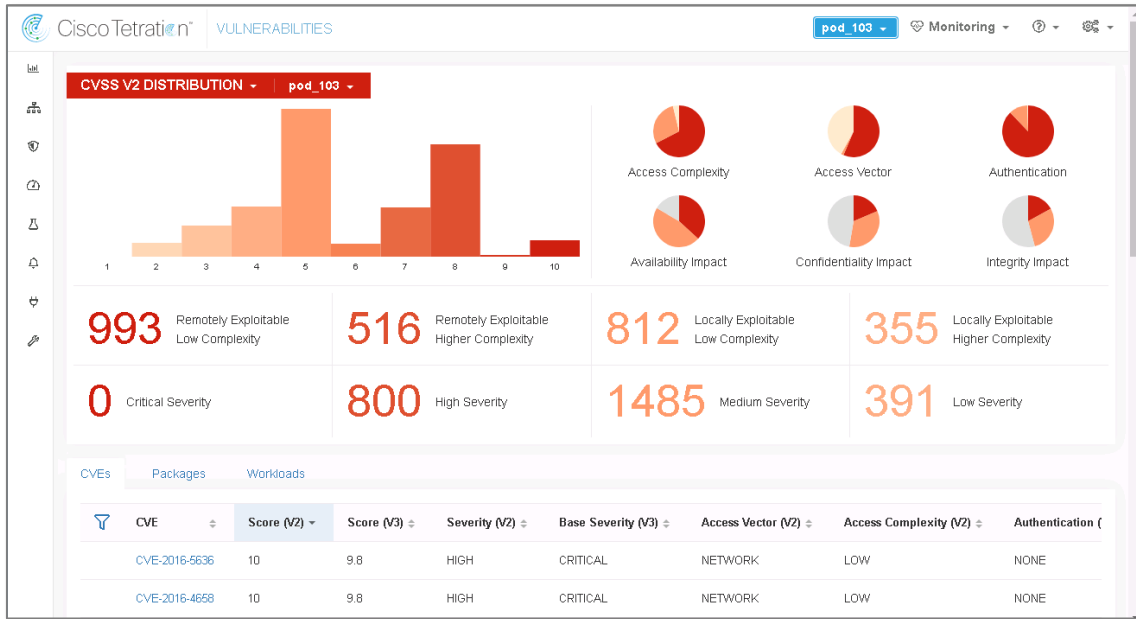 Cisco Tetration™ VULNERABILITIES pod_103 Monitoring
CVSS V2 DISTRIBUTION pod_103
1 2 3 4 5 6 7 8 9 10
Access Complexity Access Vector Authentication
Availability Impact Confidentiality Impact Integrity Impact
993 Remotely Exploitable
Low Complexity
516 Remotely Exploitable
Higher Complexity
812 Locally Exploitable
Low Complexity
355 Locally Exploitable
Higher Complexity
0 Critical Severity
800 High Severity
1485 Medium Severity
391 Low Severity
CVEs Packages Workloads
CVE Score (V2) Score (V3) Severity (V2) Base Severity (V3) Access Vector (V2) Access Complexity (V2) Authentication (
CVE-2016-5636 10 9.8 HIGH CRITICAL NETWORK LOW NONE
CVE-2016-4658 10 9.8 HIGH CRITICAL NETWORK LOW NONE